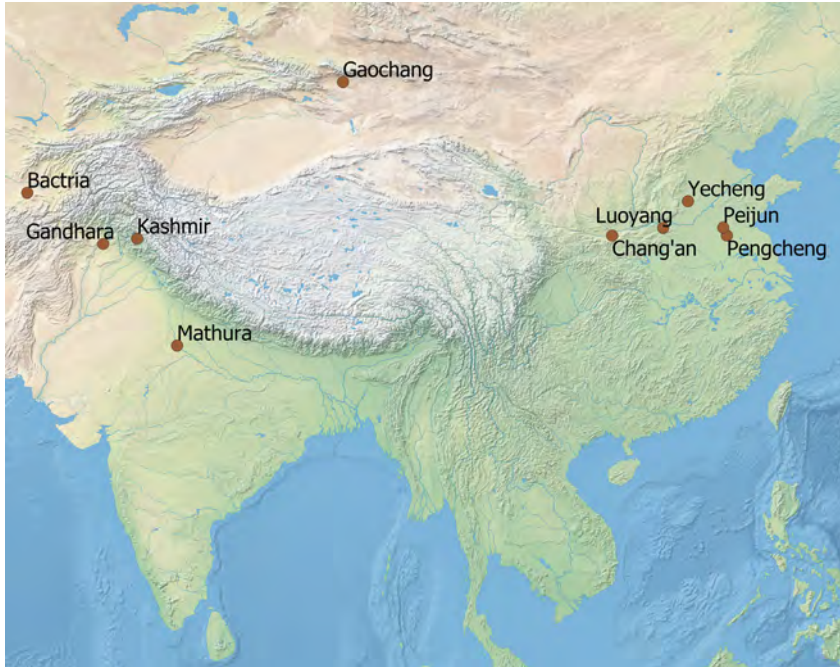 Gaochang
Bactria
Yecheng
Gandhara
Kashmir
Luoyang
Peijun
Chang'an
Pengcheng
Mathura